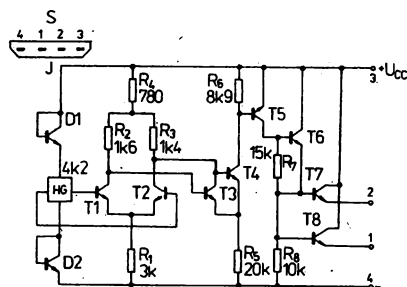 S
4 1 2 3
J
R4
780
R6
8k9
3. +UCC
D1
T5
R2
1k6
R3
1k4
T6
4k2
15k
R7
T4
T7
HG
T1
T2
T3
2
T8
1
D2
R1
3k
R5
20k
R8
10k
4 -